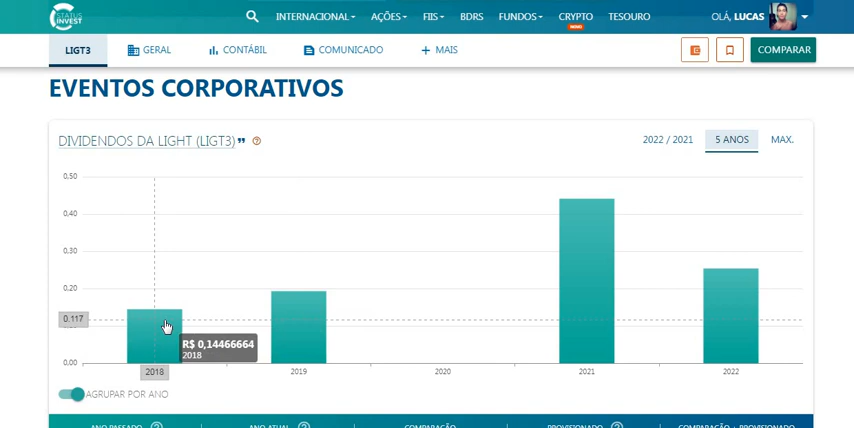 STATUS
INVEST
INTERNACIONAL
AÇÕES
FIIS
BDRS
FUNDOS
CRYPTO
NOVO
TESOURO
OLÁ, LUCAS
LIGT3
GERAL
CONTÁBIL
COMUNICADO
MAIS
COMPARAR
EVENTOS CORPORATIVOS
DIVIDENDOS DA LIGHT (LIGT3)
2022 / 2021
5 ANOS
MAX.
0,50
0,40
0,30
0,20
0.117
0,00
R$ 0,14466664
2018
2018
2019
2020
2021
2022
AGRUPAR POR ANO
ANO PASSADO
ANO ATUAL
COMPARAÇÃO
PROVISIONADO
COMPARAÇÃO + PROVISIONADO